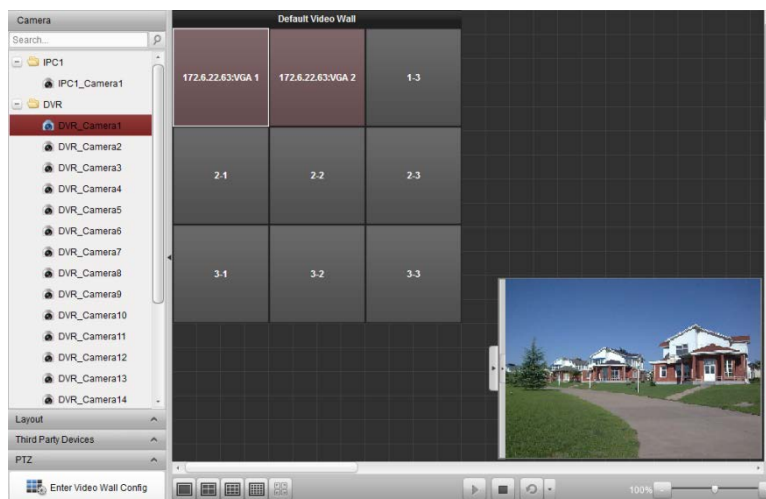 Camera
Search...
IPC1
IPC1_Camera1
DVR
DVR_Camera1
DVR_Camera2
DVR_Camera3
DVR_Camera4
DVR_Camera5
DVR_Camera6
DVR_Camera7
DVR_Camera8
DVR_Camera9
DVR_Camera10
DVR_Camera11
DVR_Camera12
DVR_Camera13
DVR_Camera14
Layout
Third Party Devices
PTZ
Enter Video Wall Config
Default Video Wall
172.6.22.63:VGA 1 172.6.22.63:VGA 2 1-3
2-1 2-2 2-3
3-1 3-2 3-3
100%